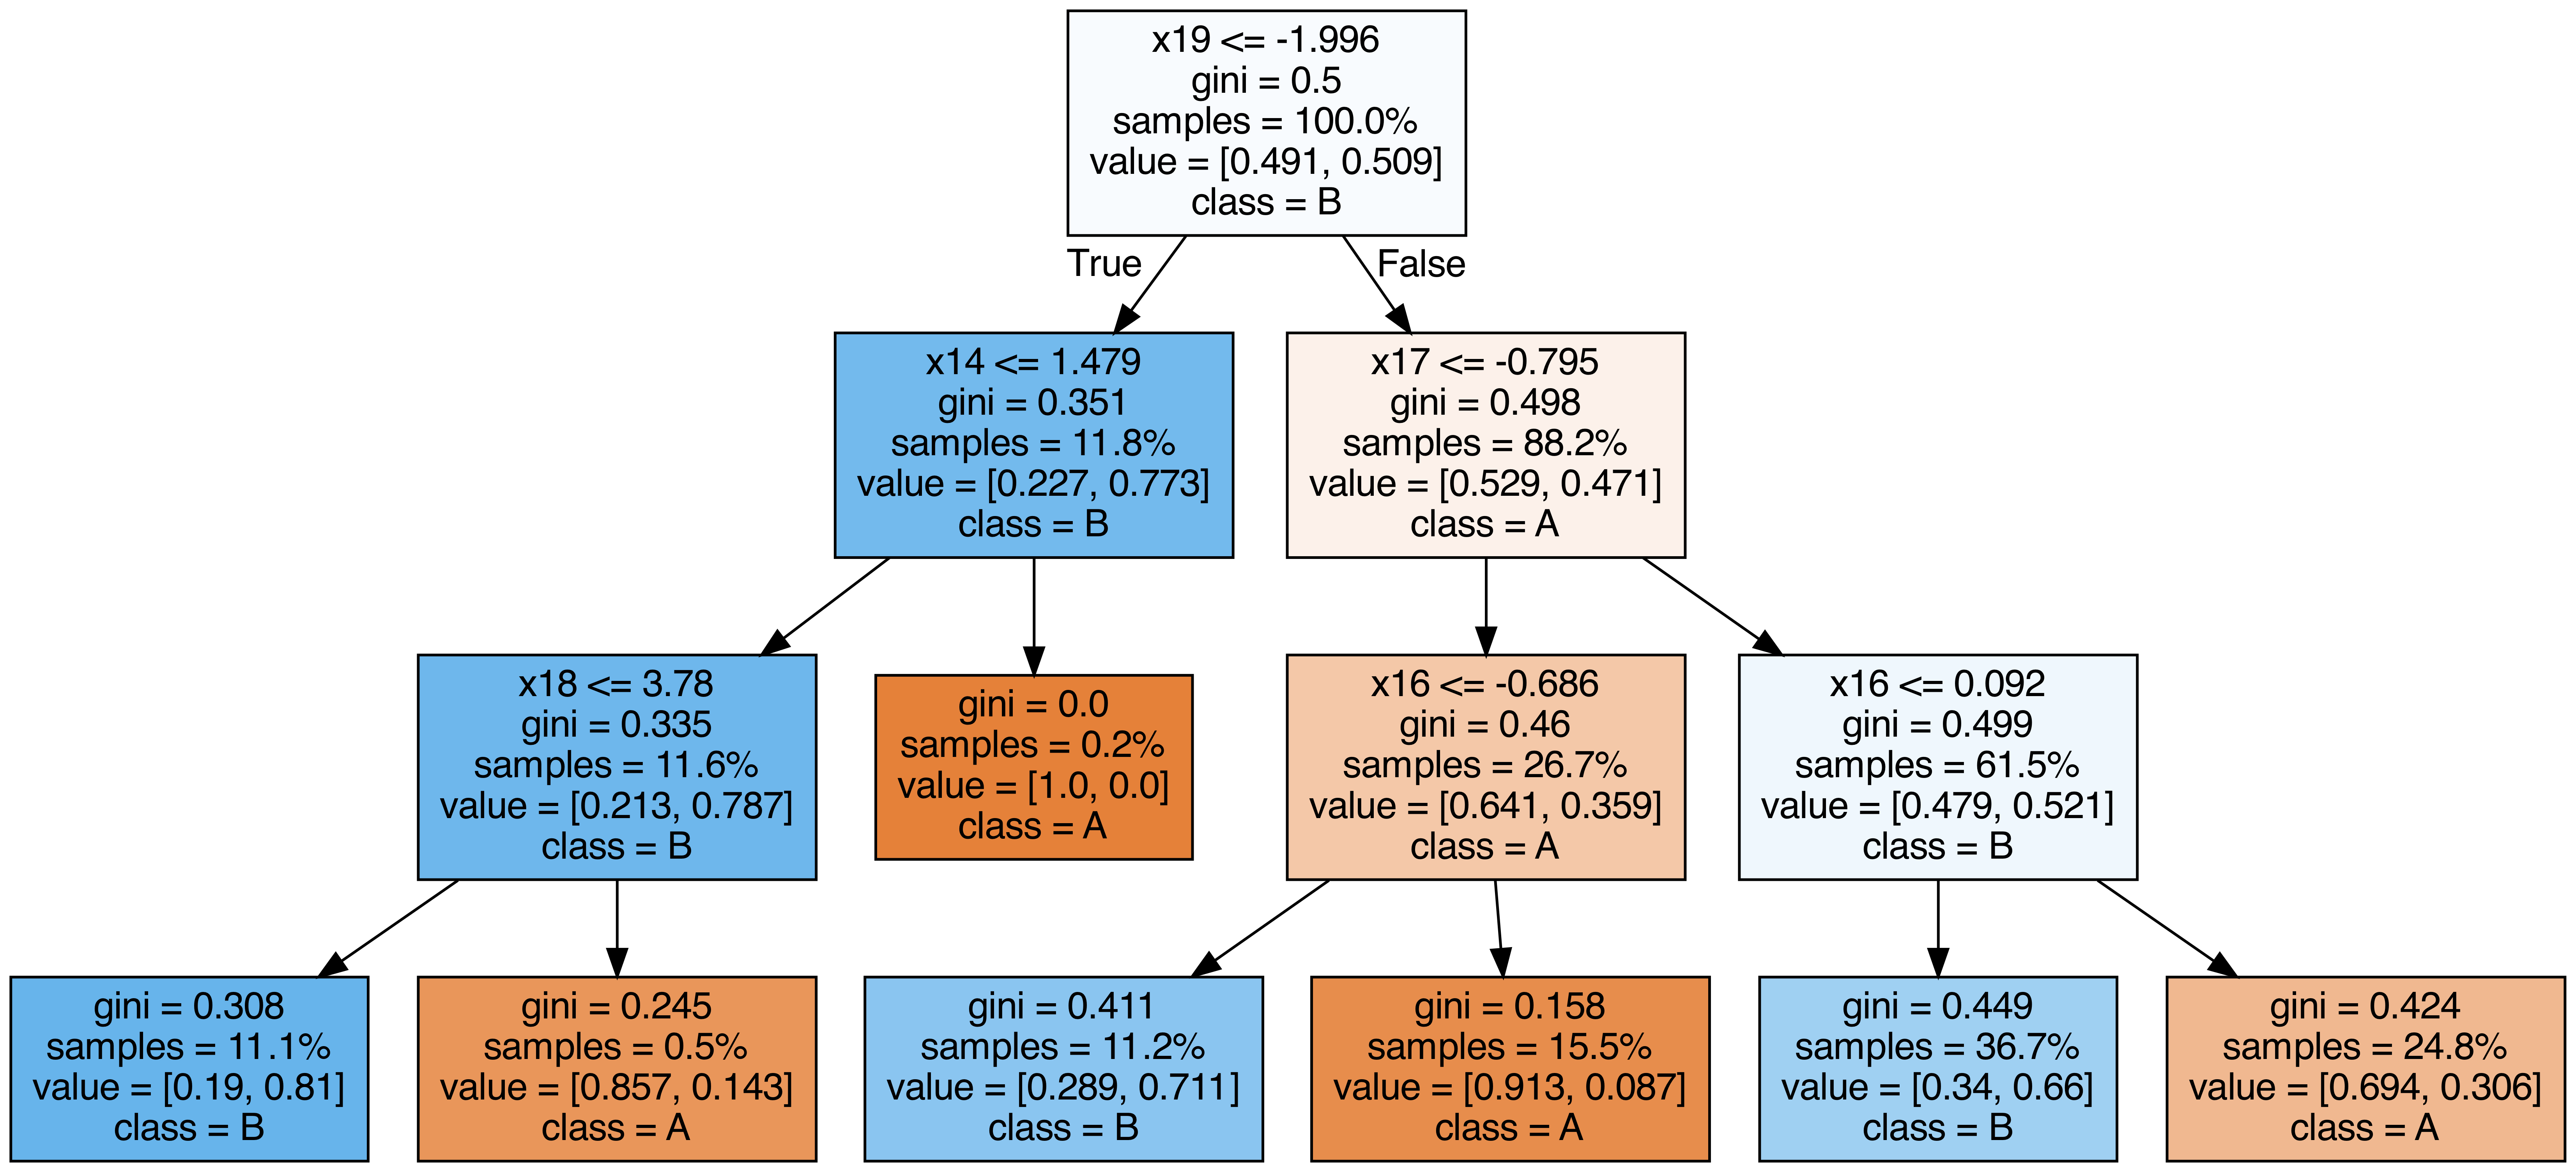 x19 <= -1.996
gini = 0.5
samples = 100.0%
value = [0.491, 0.509]
class = B
True
False
x14 <= 1.479
gini = 0.351
samples = 11.8%
value = [0.227, 0.773]
class = B
x17 <= -0.795
gini = 0.498
samples = 88.2%
value = [0.529, 0.471]
class = A
x18 <= 3.78
gini = 0.335
samples = 11.6%
value = [0.213, 0.787]
class = B
gini = 0.0
samples = 0.2%
value = [1.0, 0.0]
class = A
x16 <= -0.686
gini = 0.46
samples = 26.7%
value = [0.641, 0.359]
class = A
x16 <= 0.092
gini = 0.499
samples = 61.5%
value = [0.479, 0.521]
class = B
gini = 0.308
samples = 11.1%
value = [0.19, 0.81]
class = B
gini = 0.245
samples = 0.5%
value = [0.857, 0.143]
class = A
gini = 0.411
samples = 11.2%
value = [0.289, 0.711]
class = B
gini = 0.158
samples = 15.5%
value = [0.913, 0.087]
class = A
gini = 0.449
samples = 36.7%
value = [0.34, 0.66]
class = B
gini = 0.424
samples = 24.8%
value = [0.694, 0.306]
class = A